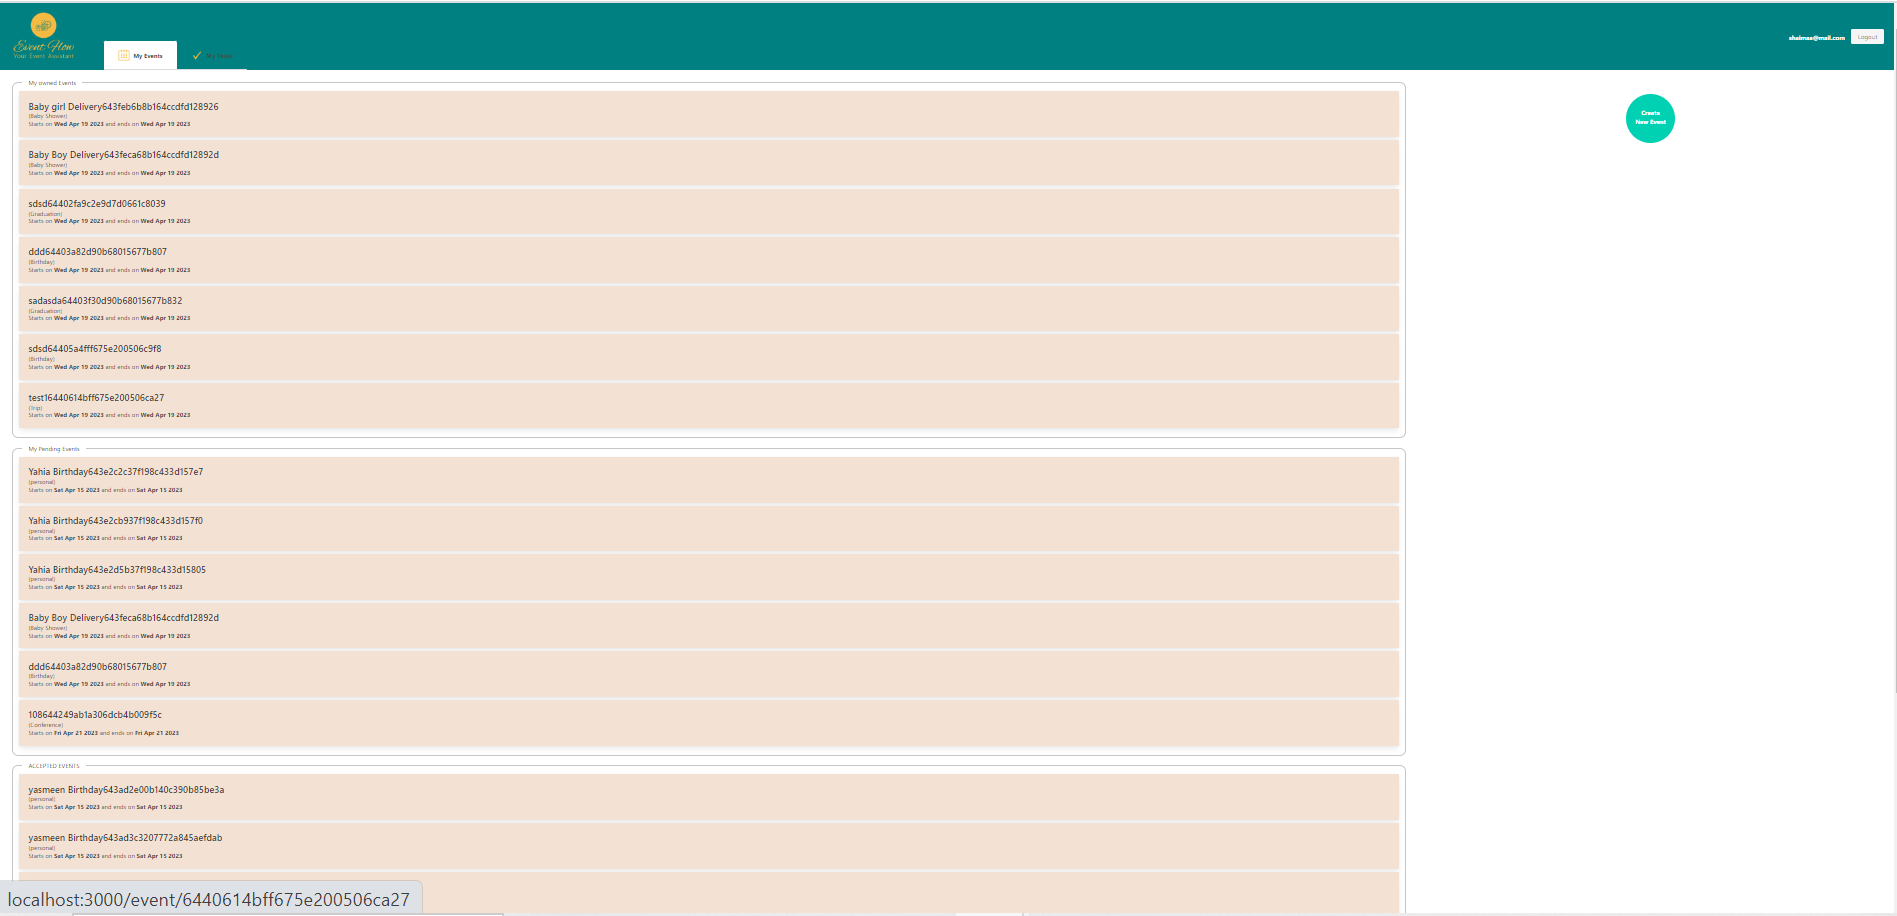 Event Flow
Your Event Assistant
My Events
My Tasks
shaimaa@mail.com
Logout
Create
New Event
My owned Events
Baby girl Delivery643feb6b8b164ccdfd128926
(Baby Shower)
Starts on Wed Apr 19 2023 and ends on Wed Apr 19 2023
Baby Boy Delivery643feca68b164ccdfd12892d
(Baby Shower)
Starts on Wed Apr 19 2023 and ends on Wed Apr 19 2023
sdsd64402fa9c2e9d7d0661c8039
(Graduation)
Starts on Wed Apr 19 2023 and ends on Wed Apr 19 2023
ddd64403a82d90b68015677b807
(Birthday)
Starts on Wed Apr 19 2023 and ends on Wed Apr 19 2023
sadasda64403f30d90b68015677b832
(Graduation)
Starts on Wed Apr 19 2023 and ends on Wed Apr 19 2023
sdsd64405a4fff675e200506c9f8
(Birthday)
Starts on Wed Apr 19 2023 and ends on Wed Apr 19 2023
test16440614bff675e200506ca27
(Trip)
Starts on Wed Apr 19 2023 and ends on Wed Apr 19 2023
My Pending Events
Yahia Birthday643e2c2c37f198c433d157e7
(personal)
Starts on Sat Apr 15 2023 and ends on Sat Apr 15 2023
Yahia Birthday643e2cb937f198c433d157f0
(personal)
Starts on Sat Apr 15 2023 and ends on Sat Apr 15 2023
Yahia Birthday643e2d5b37f198c433d15805
(personal)
Starts on Sat Apr 15 2023 and ends on Sat Apr 15 2023
Baby Boy Delivery643feca68b164ccdfd12892d
(Baby Shower)
Starts on Wed Apr 19 2023 and ends on Wed Apr 19 2023
ddd64403a82d90b68015677b807
(Birthday)
Starts on Wed Apr 19 2023 and ends on Wed Apr 19 2023
108644249ab1a306dcb4b009f5c
(Conference)
Starts on Fri Apr 21 2023 and ends on Fri Apr 21 2023
ACCEPTED EVENTS
yasmeen Birthday643ad2e00b140c390b85be3a
(personal)
Starts on Sat Apr 15 2023 and ends on Sat Apr 15 2023
yasmeen Birthday643ad3c3207772a845aefdab
(personal)
Starts on Sat Apr 15 2023 and ends on Sat Apr 15 2023
localhost:3000/event/6440614bff675e200506ca27